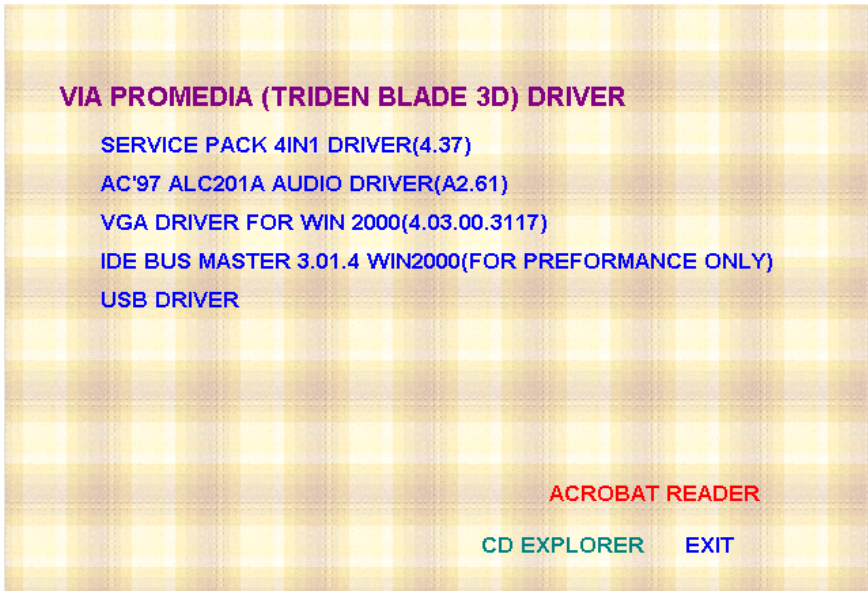 VIA PROMEDIA (TRIDEN BLADE 3D) DRIVER
SERVICE PACK 4IN1 DRIVER(4.37)
AC'97 ALC201A AUDIO DRIVER(A2.61)
VGA DRIVER FOR WIN 2000(4.03.00.3117)
IDE BUS MASTER 3.01.4 WIN2000(FOR PREFORMANCE ONLY)
USB DRIVER
ACROBAT READER
CD EXPLORER EXIT